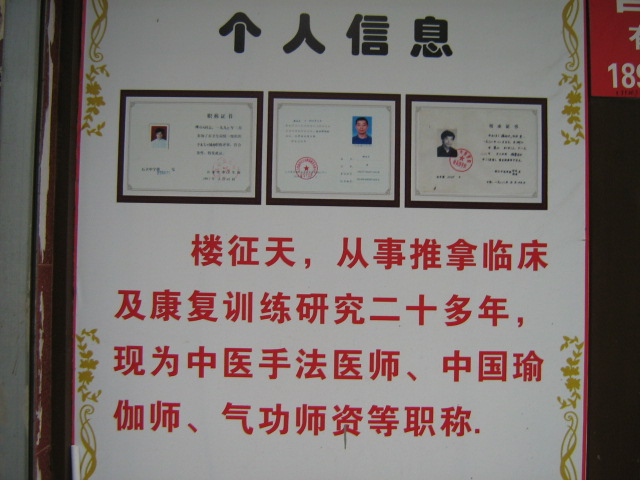 个人信息
楼征天，从事推拿临床
及康复训练研究二十多年，
现为中医手法医师、中国瑜
伽师、气功师资等职称.
189